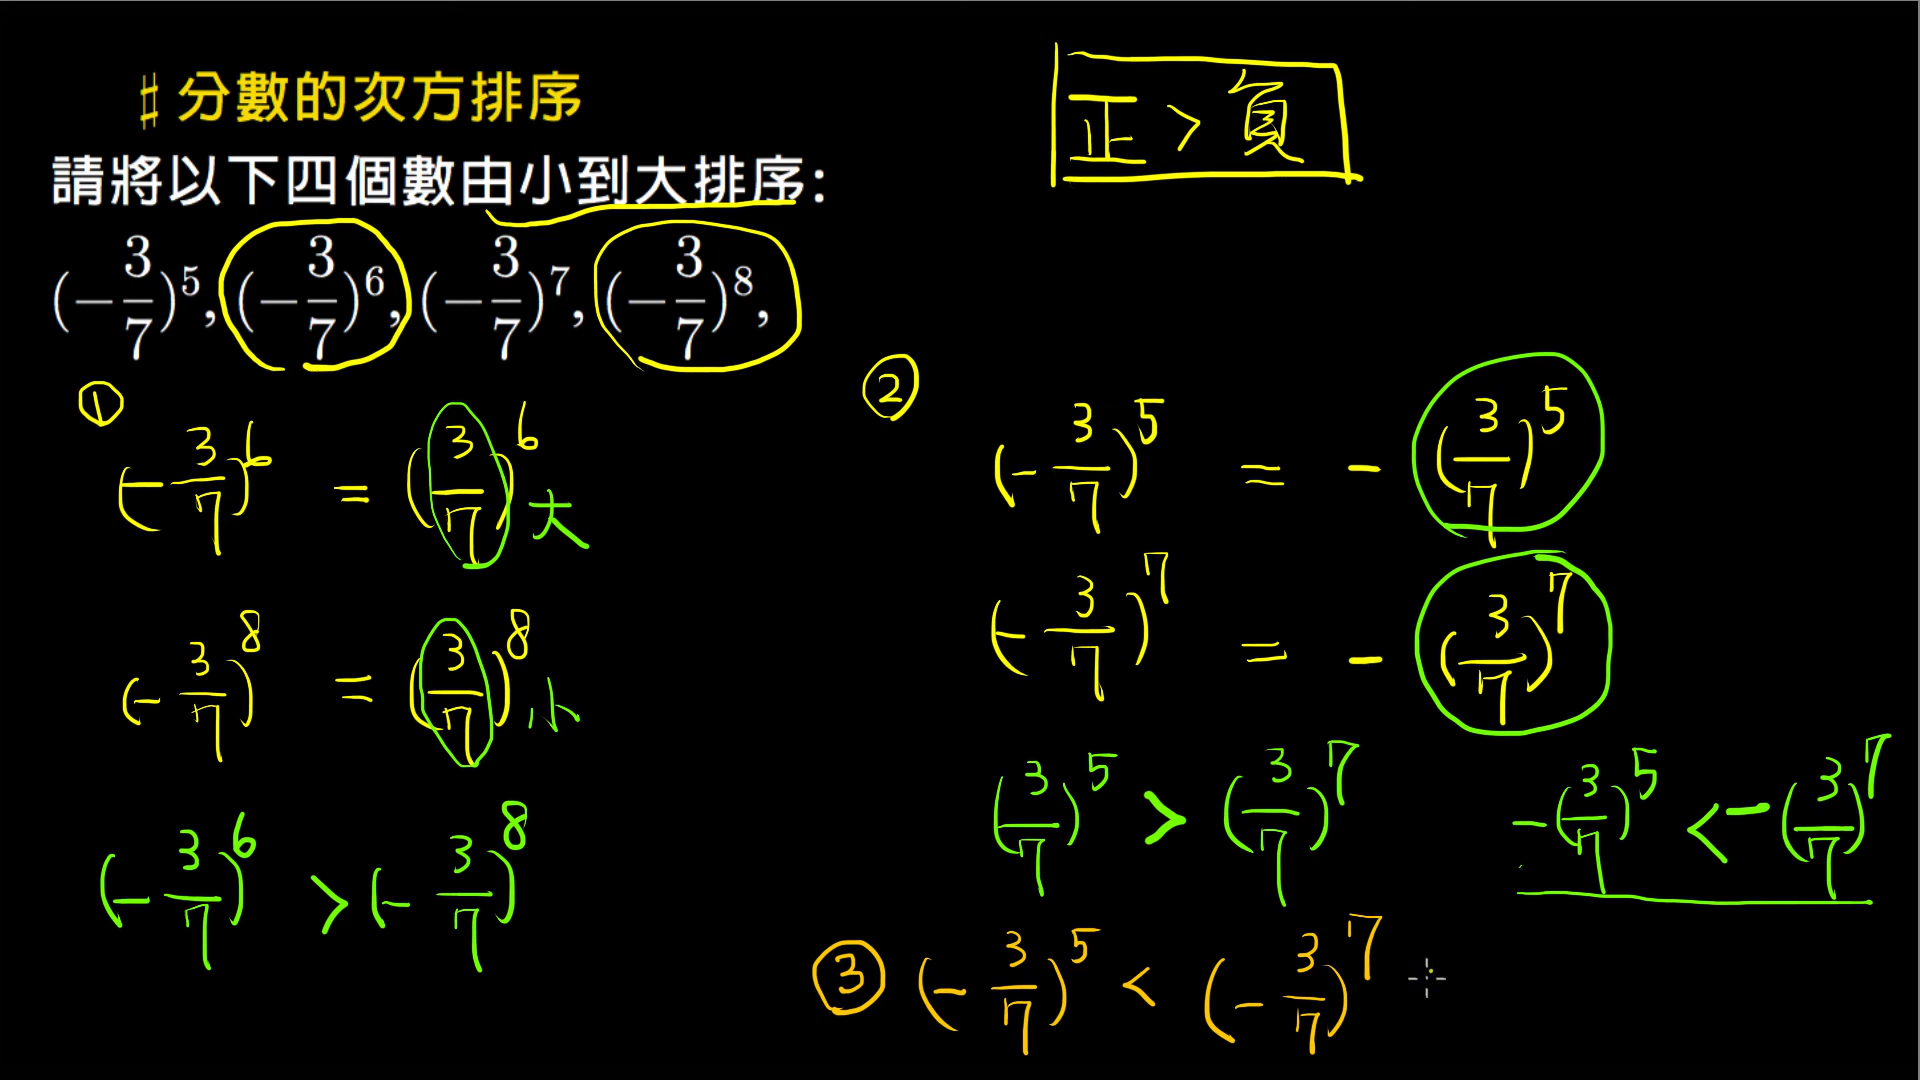 ♯ 分數的次方排序
正 > 負
請將以下四個數由小到大排序:
(−3/7)^5, (−3/7)^6, (−3/7)^7, (−3/7)^8,
①
(−3/7)^6 = (3/7)^6 大
(−3/7)^8 = (3/7)^8 小
(−3/7)^6 > (−3/7)^8
②
(−3/7)^5 = −(3/7)^5
(−3/7)^7 = −(3/7)^7
(3/7)^5 > (3/7)^7 −(3/7)^5 < −(3/7)^7
③ (−3/7)^5 < (−3/7)^7